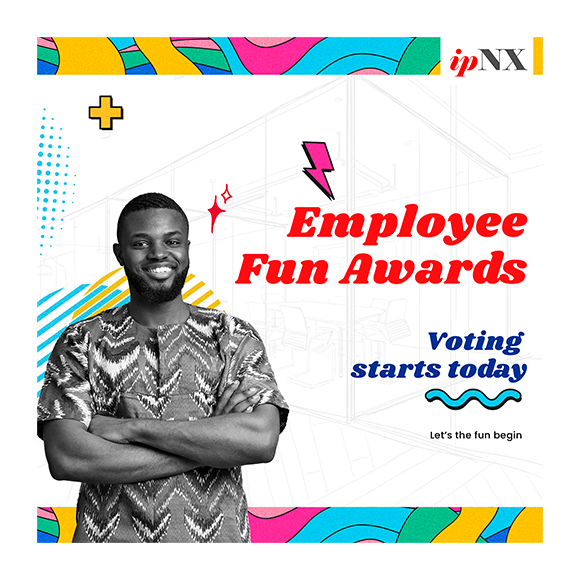 ipNX
Employee
Fun Awards
Voting
starts today
Let's the fun begin